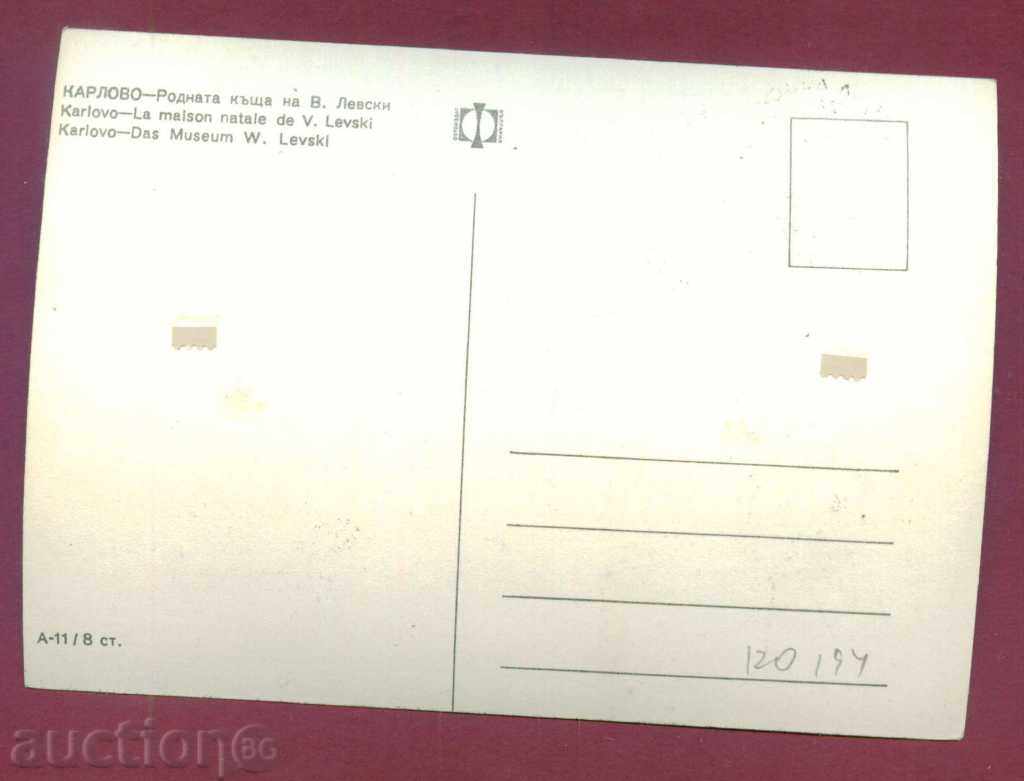 КАРЛОВО—Родната къща на В. Левски
Karlovo—La maison natale de V. Levski
Karlovo—Das Museum W. Levski
А-11 / 8 ст.
120 194
auction BG